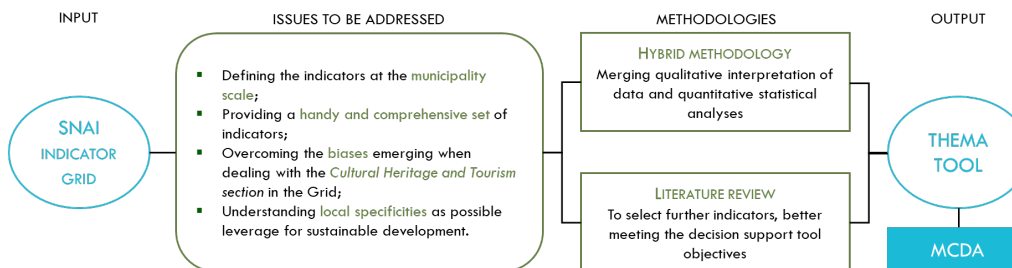 INPUT
ISSUES TO BE ADDRESSED
METHODOLOGIES
OUTPUT
SNAI
INDICATOR
GRID
▪ Defining the indicators at the municipality
scale;
▪ Providing a handy and comprehensive set of
indicators;
▪ Overcoming the biases emerging when
dealing with the Cultural Heritage and Tourism
section in the Grid;
▪ Understanding local specificities as possible
leverage for sustainable development.
HYBRID METHODOLOGY
Merging qualitative interpretation of
data and quantitative statistical
analyses
LITERATURE REVIEW
To select further indicators, better
meeting the decision support tool
objectives
THEMA
TOOL
MCDA